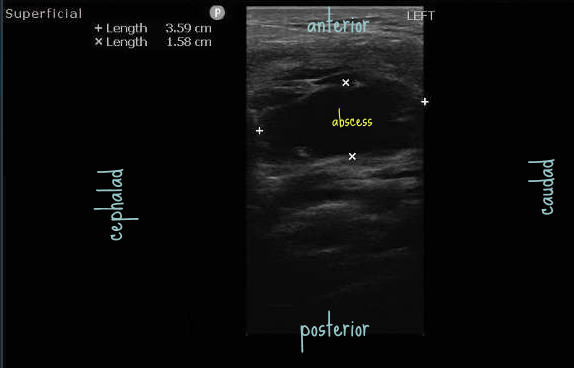 Superficial
P
+ Length 3.59 cm
× Length 1.58 cm
LEFT
anterior
abscess
cephalad
caudad
posterior